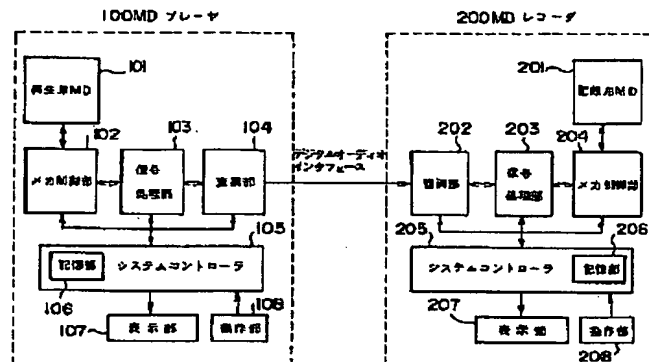 100MD プレーヤ
101
再生用MD
102
103
104
メカ制御部
信号
処理部
変調部
105
106
記憶部
システムコントローラ
107
108
表示部
操作部
デジタルオーディオ
インタフェース
200MD レコーダ
201
記録用MD
202
203
204
復調部
信号
処理部
メカ制御部
205
206
システムコントローラ
記憶部
207
208
表示部
操作部